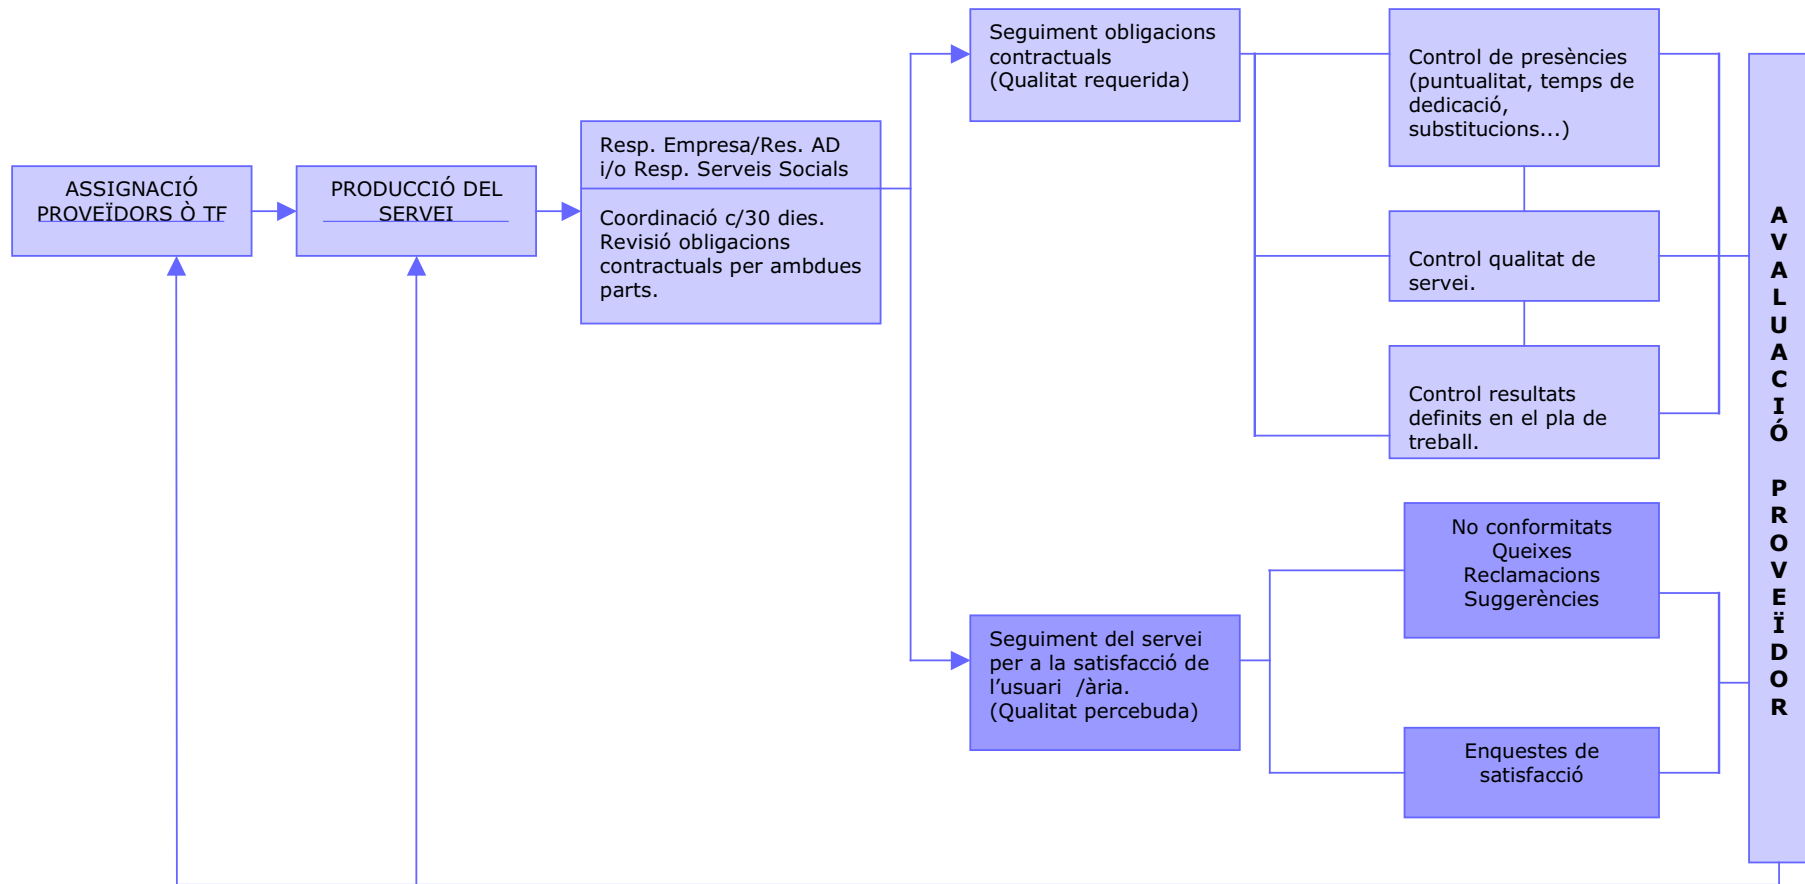 ASSIGNACIÓ
PROVEÏDORS Ò TF
PRODUCCIÓ DEL
SERVEI
Resp. Empresa/Res. AD
i/o Resp. Serveis Socials
Coordinació c/30 dies.
Revisió obligacions
contractuals per ambdues
parts.
Seguiment obligacions
contractuals
(Qualitat requerida)
Control de presències
(puntualitat, temps de
dedicació,
substitucions...)
Control qualitat de
servei.
Control resultats
definits en el pla de
treball.
Seguiment del servei
per a la satisfacció de
l’usuari /ària.
(Qualitat percebuda)
No conformitats
Queixes
Reclamacions
Suggerències
Enquestes de
satisfacció
AVALUACIÓ PROVEÏDOR